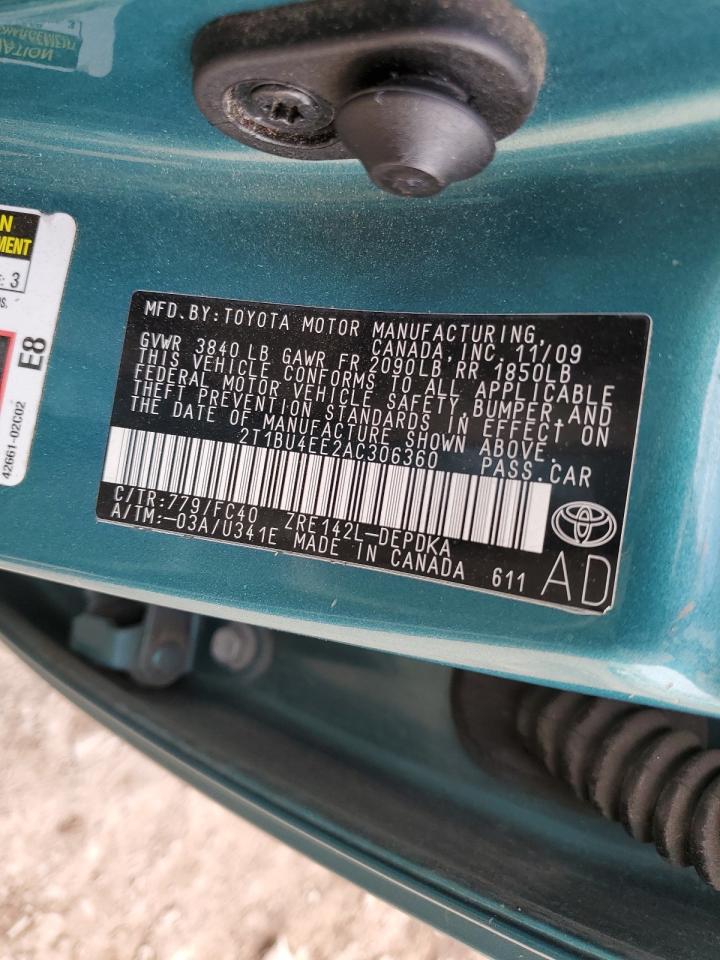 MFD.BY:TOYOTA MOTOR MANUFACTURING,
CANADA, INC. 11/09
GVWR 3840 LB GAWR FR 2090LB RR 1850LB
THIS VEHICLE CONFORMS TO ALL APPLICABLE
FEDERAL MOTOR VEHICLE SAFETY,BUMPER,AND
THEFT PREVENTION STANDARDS IN EFFECT ON
THE DATE OF MANUFACTURE SHOWN ABOVE.
2T1BU4EE2AC306360 PASS.CAR
C/TR:779/FC40 ZRE142L-DEPDKA
A/TM:-03A/U341E MADE IN CANADA 611
AD
MENT
: 3
E8
42661-02C02